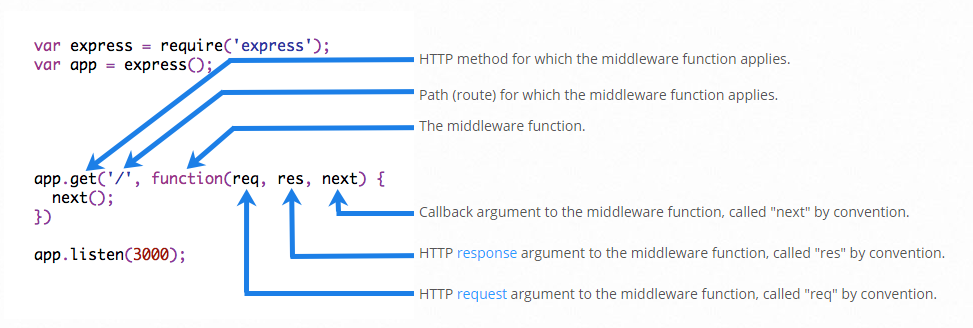 var express = require('express');
var app = express();
HTTP method for which the middleware function applies.
Path (route) for which the middleware function applies.
The middleware function.
app.get('/', function(req, res, next) {
next();
})
app.listen(3000);
Callback argument to the middleware function, called "next" by convention.
HTTP response argument to the middleware function, called "res" by convention.
HTTP request argument to the middleware function, called "req" by convention.